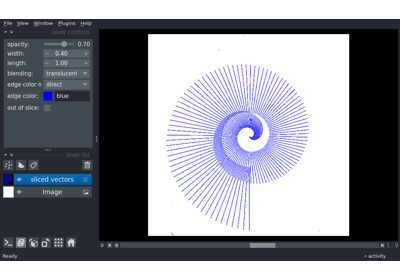 File View Window Plugins Help
layer controls
opacity: 0.70
width: 0.40
length: 1.00
blending: translucent
edge color m direct
edge color: blue
out of slice:
layer list
sliced vectors
Image
0
Ready
activity